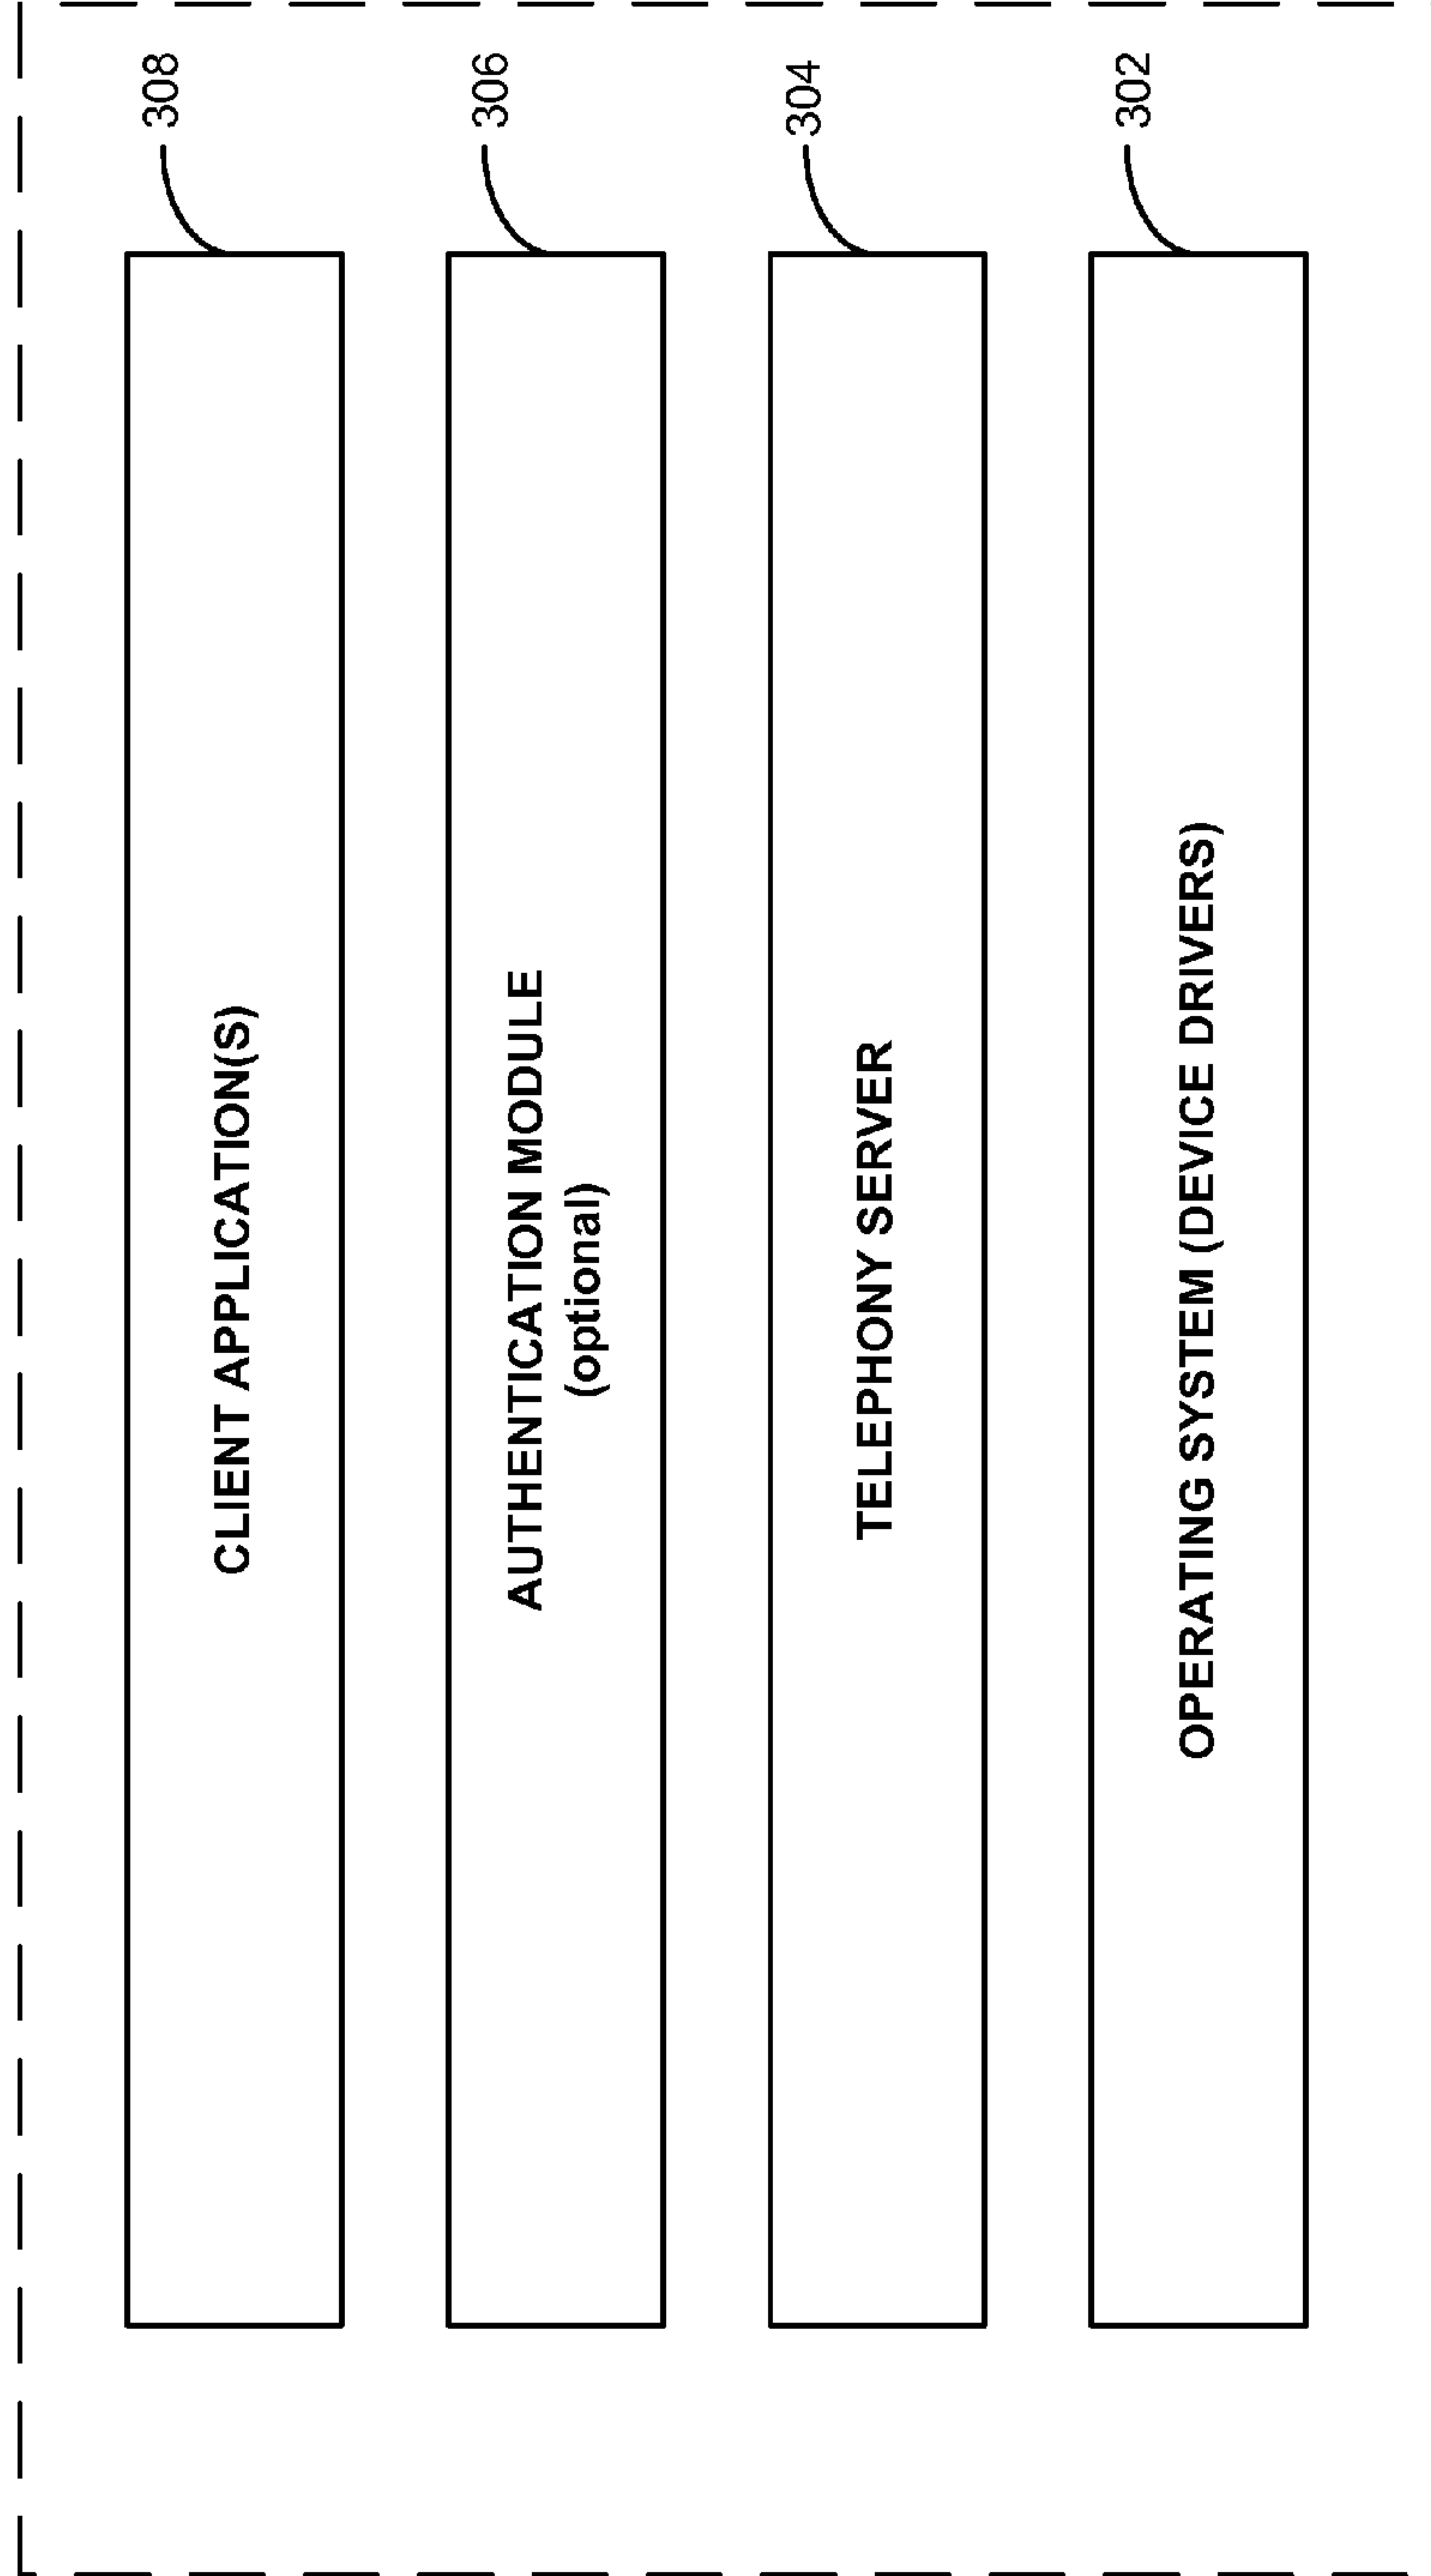 CLIENT APPLICATION(S)
308
AUTHENTICATION MODULE
(optional)
306
TELEPHONY SERVER
304
OPERATING SYSTEM (DEVICE DRIVERS)
302